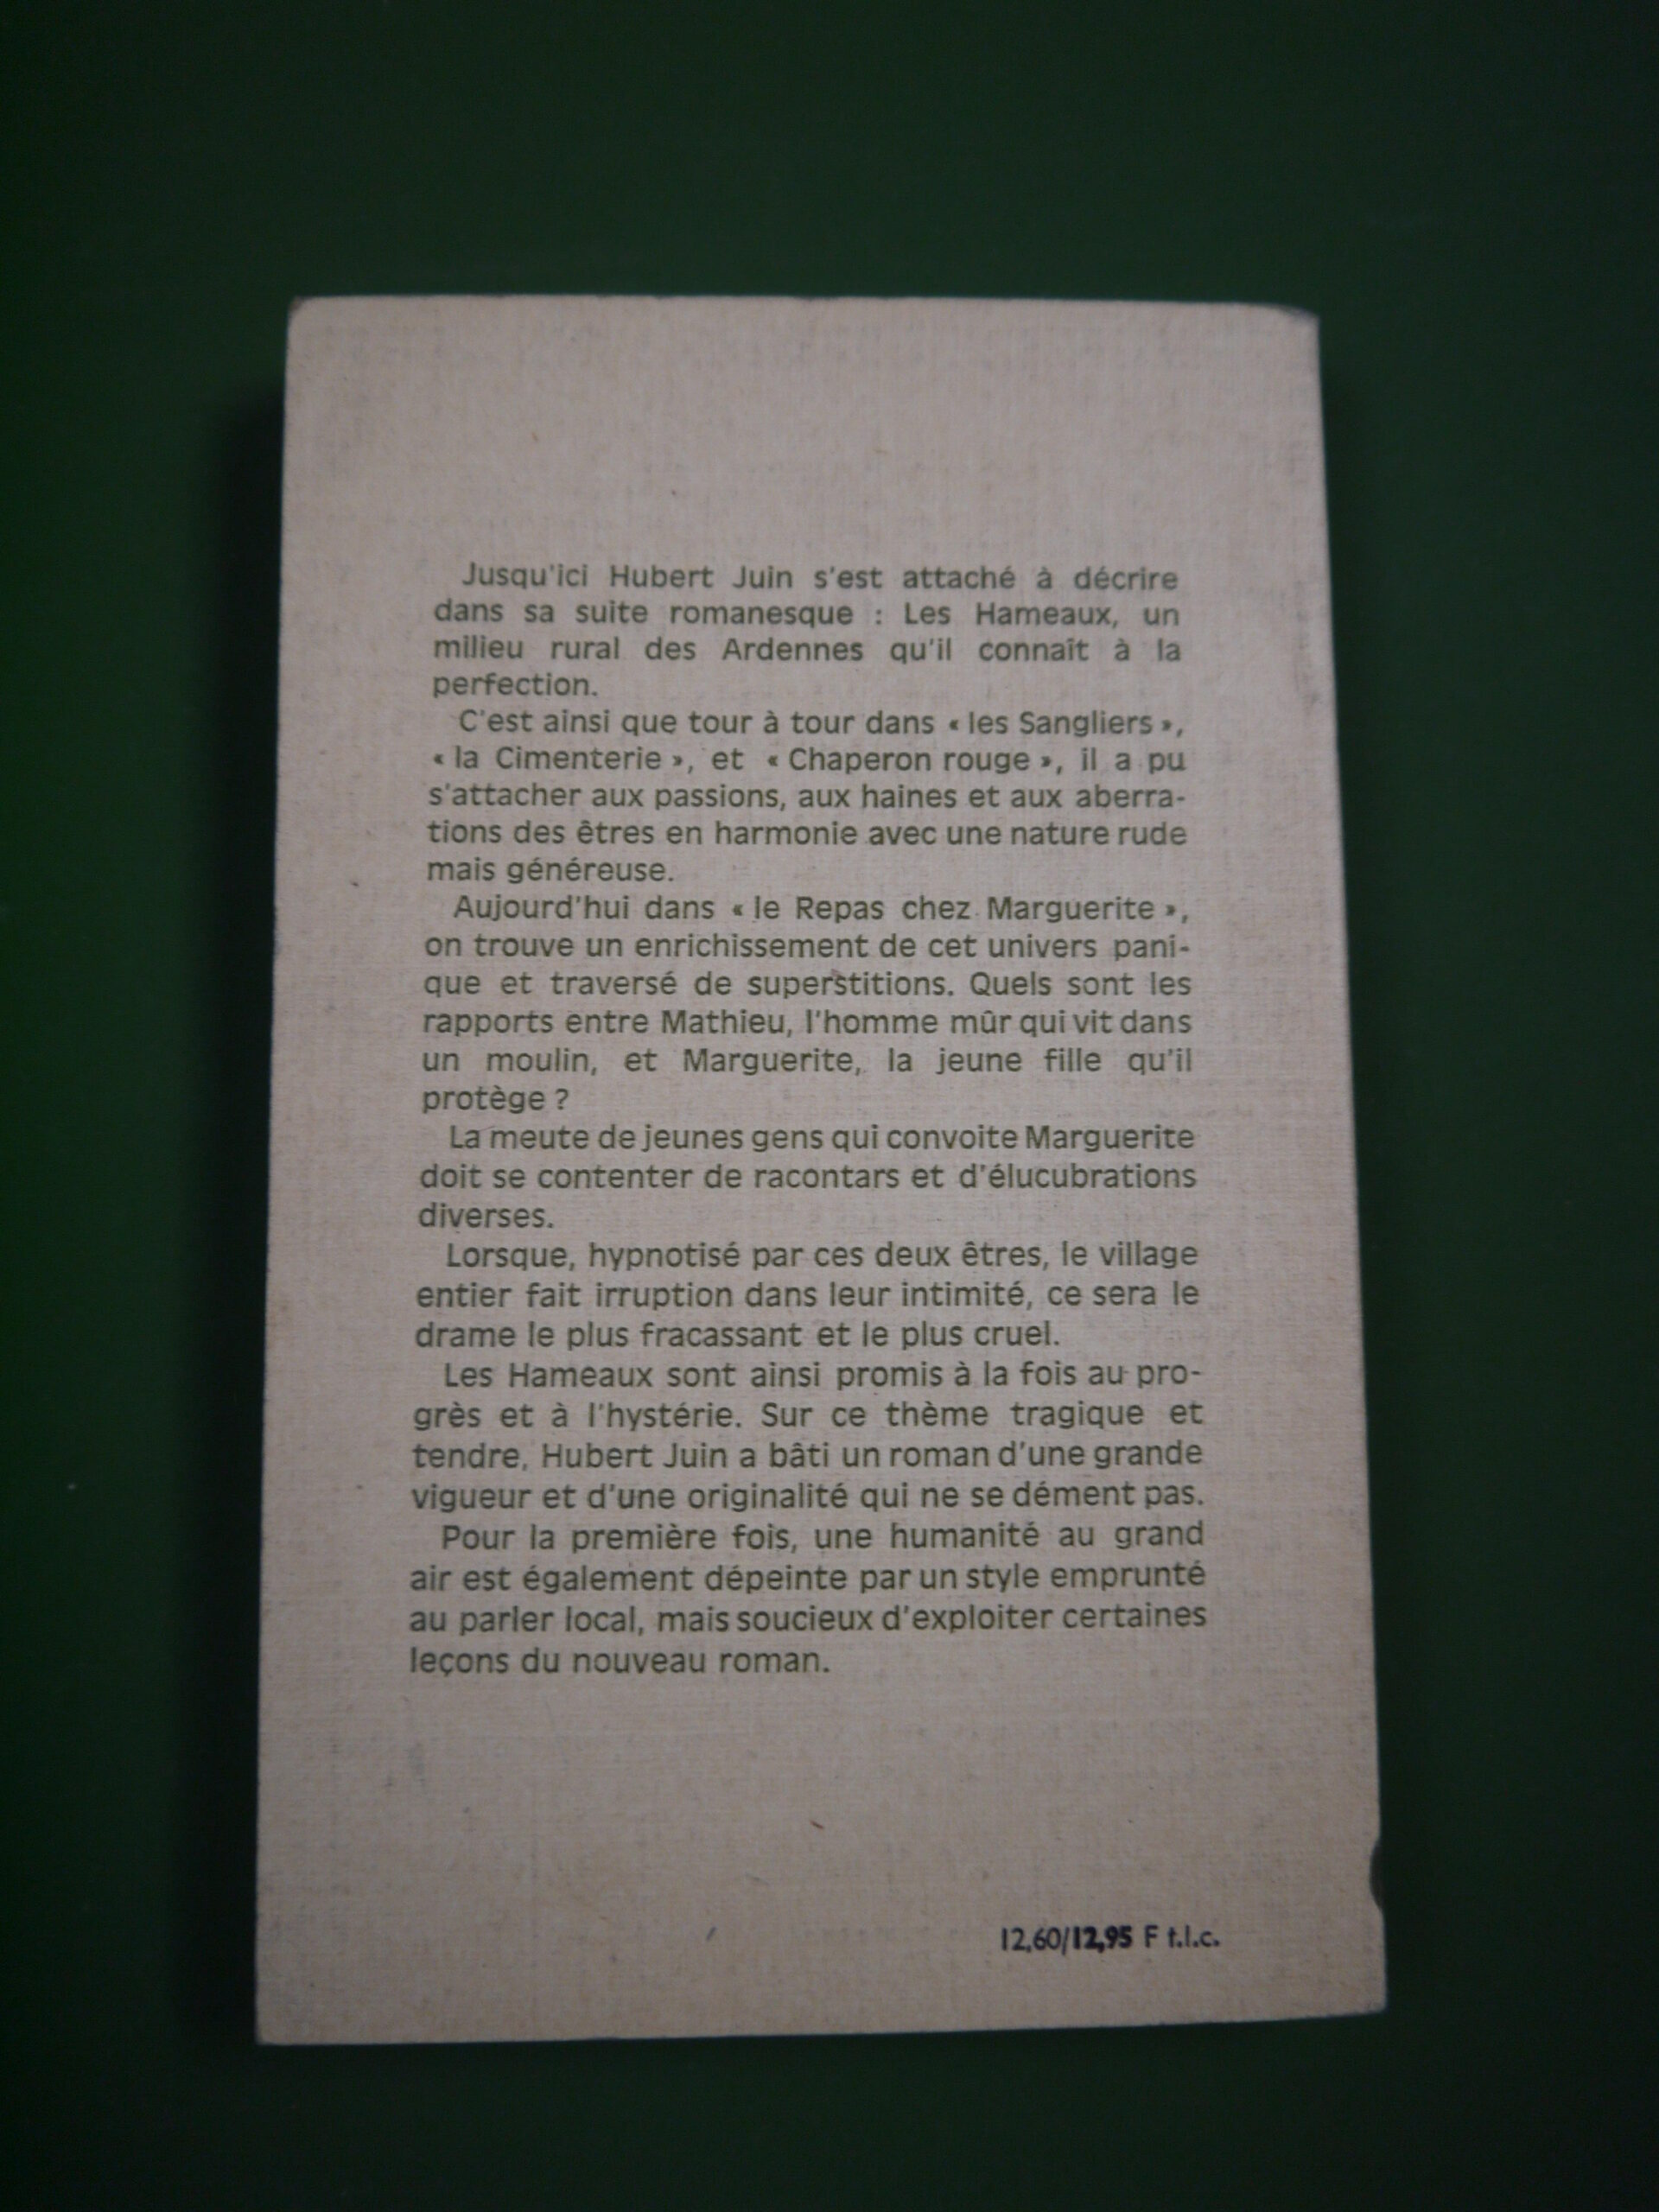 Jusqu'ici Hubert Juin s'est attaché à décrire
dans sa suite romanesque : Les Hameaux, un
milieu rural des Ardennes qu'il connaît à la
perfection.
C'est ainsi que tour à tour dans « les Sangliers »,
« la Cimenterie », et « Chaperon rouge », il a pu
s'attacher aux passions, aux haines et aux aberra-
tions des êtres en harmonie avec une nature rude
mais généreuse.
Aujourd'hui dans « le Repas chez Marguerite »,
on trouve un enrichissement de cet univers pani-
que et traversé de superstitions. Quels sont les
rapports entre Mathieu, l'homme mûr qui vit dans
un moulin, et Marguerite, la jeune fille qu'il
protège ?
La meute de jeunes gens qui convoite Marguerite
doit se contenter de racontars et d'élucubrations
diverses.
Lorsque, hypnotisé par ces deux êtres, le village
entier fait irruption dans leur intimité, ce sera le
drame le plus fracassant et le plus cruel.
Les Hameaux sont ainsi promis à la fois au pro-
grès et à l'hystérie. Sur ce thème tragique et
tendre, Hubert Juin a bâti un roman d'une grande
vigueur et d'une originalité qui ne se dément pas.
Pour la première fois, une humanité au grand
air est également dépeinte par un style emprunté
au parler local, mais soucieux d'exploiter certaines
leçons du nouveau roman.
12,60/12,95 F t.l.c.